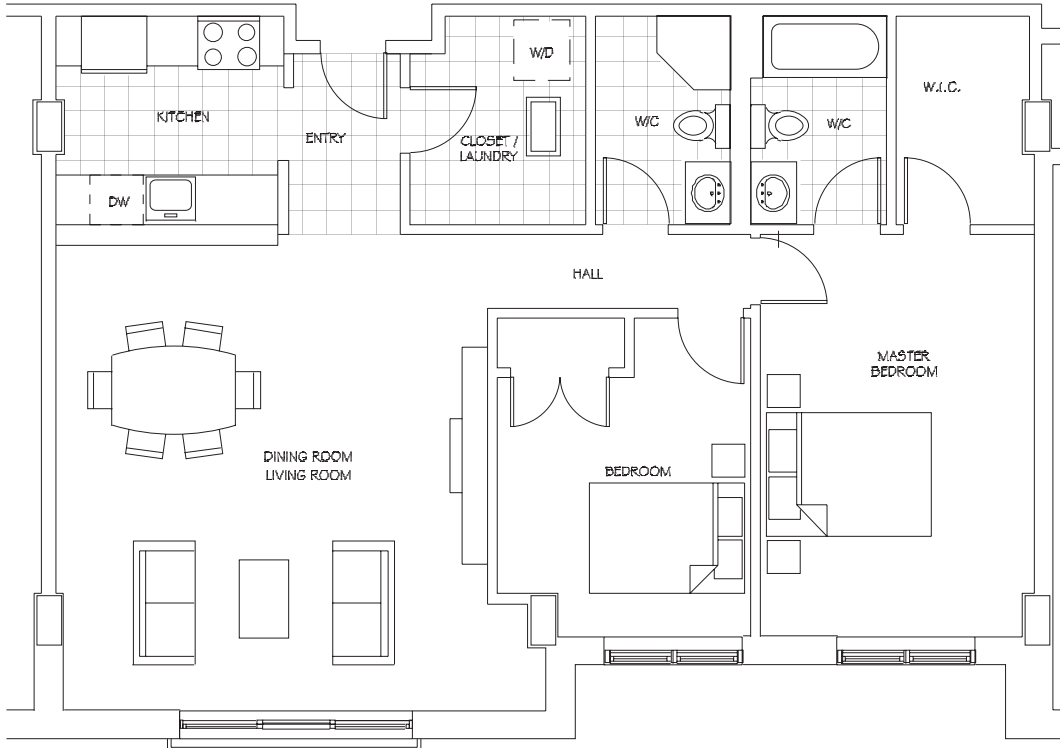 W/D
W.I.C.
KITCHEN
ENTRY
CLOSET /
LAUNDRY
W/C
W/C
DW
HALL
MASTER
BEDROOM
DINING ROOM
LIVING ROOM
BEDROOM